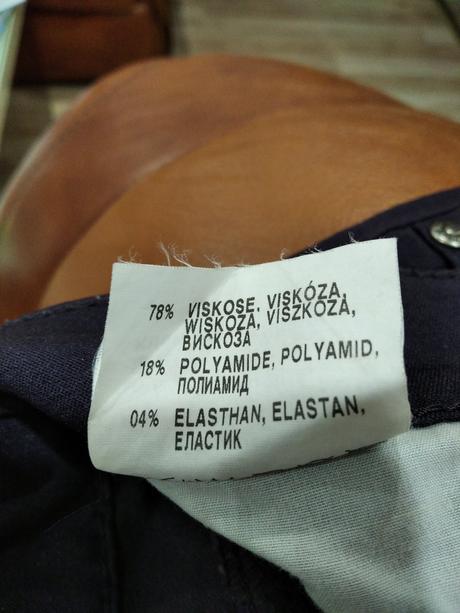 78% VISKOSE. VISKÓZA,
WISKOZA, VISZKÓZA,
ВИСКОЗА
18% POLYAMIDE, POLYAMID,
ПОЛИАМИД
04% ELASTHAN, ELASTAN,
ЕЛАСТИК